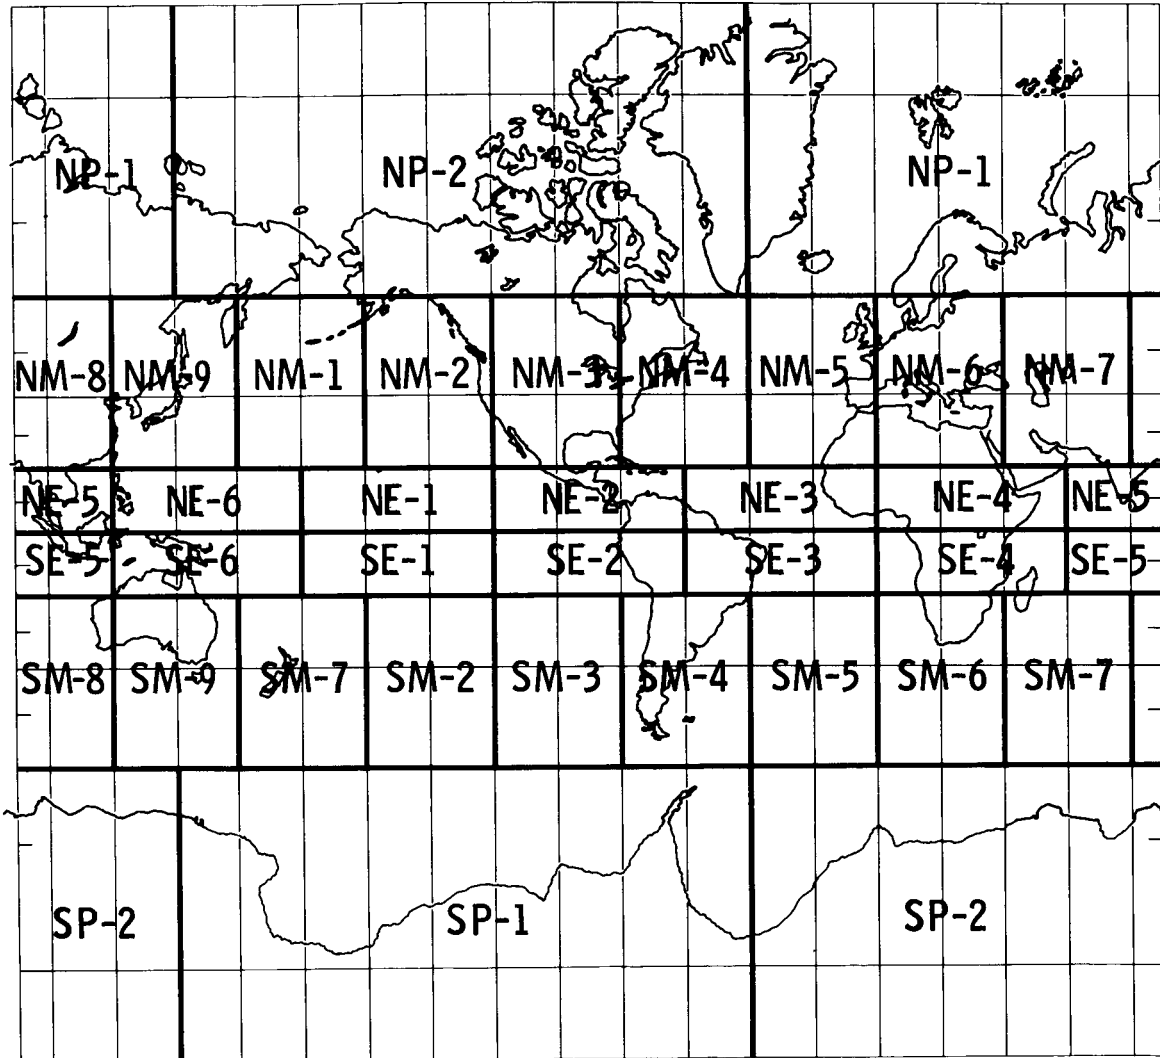 NP-1 NP-2 NP-1
NM-8 NM-9 NM-1 NM-2 NM-3 NM-4 NM-5 NM-6 NM-7
NE-5 NE-6 NE-1 NE-2 NE-3 NE-4 NE-5
SE-5 SE-6 SE-1 SE-2 SE-3 SE-4 SE-5
SM-8 SM-9 SM-7 SM-2 SM-3 SM-4 SM-5 SM-6 SM-7
SP-2 SP-1 SP-2